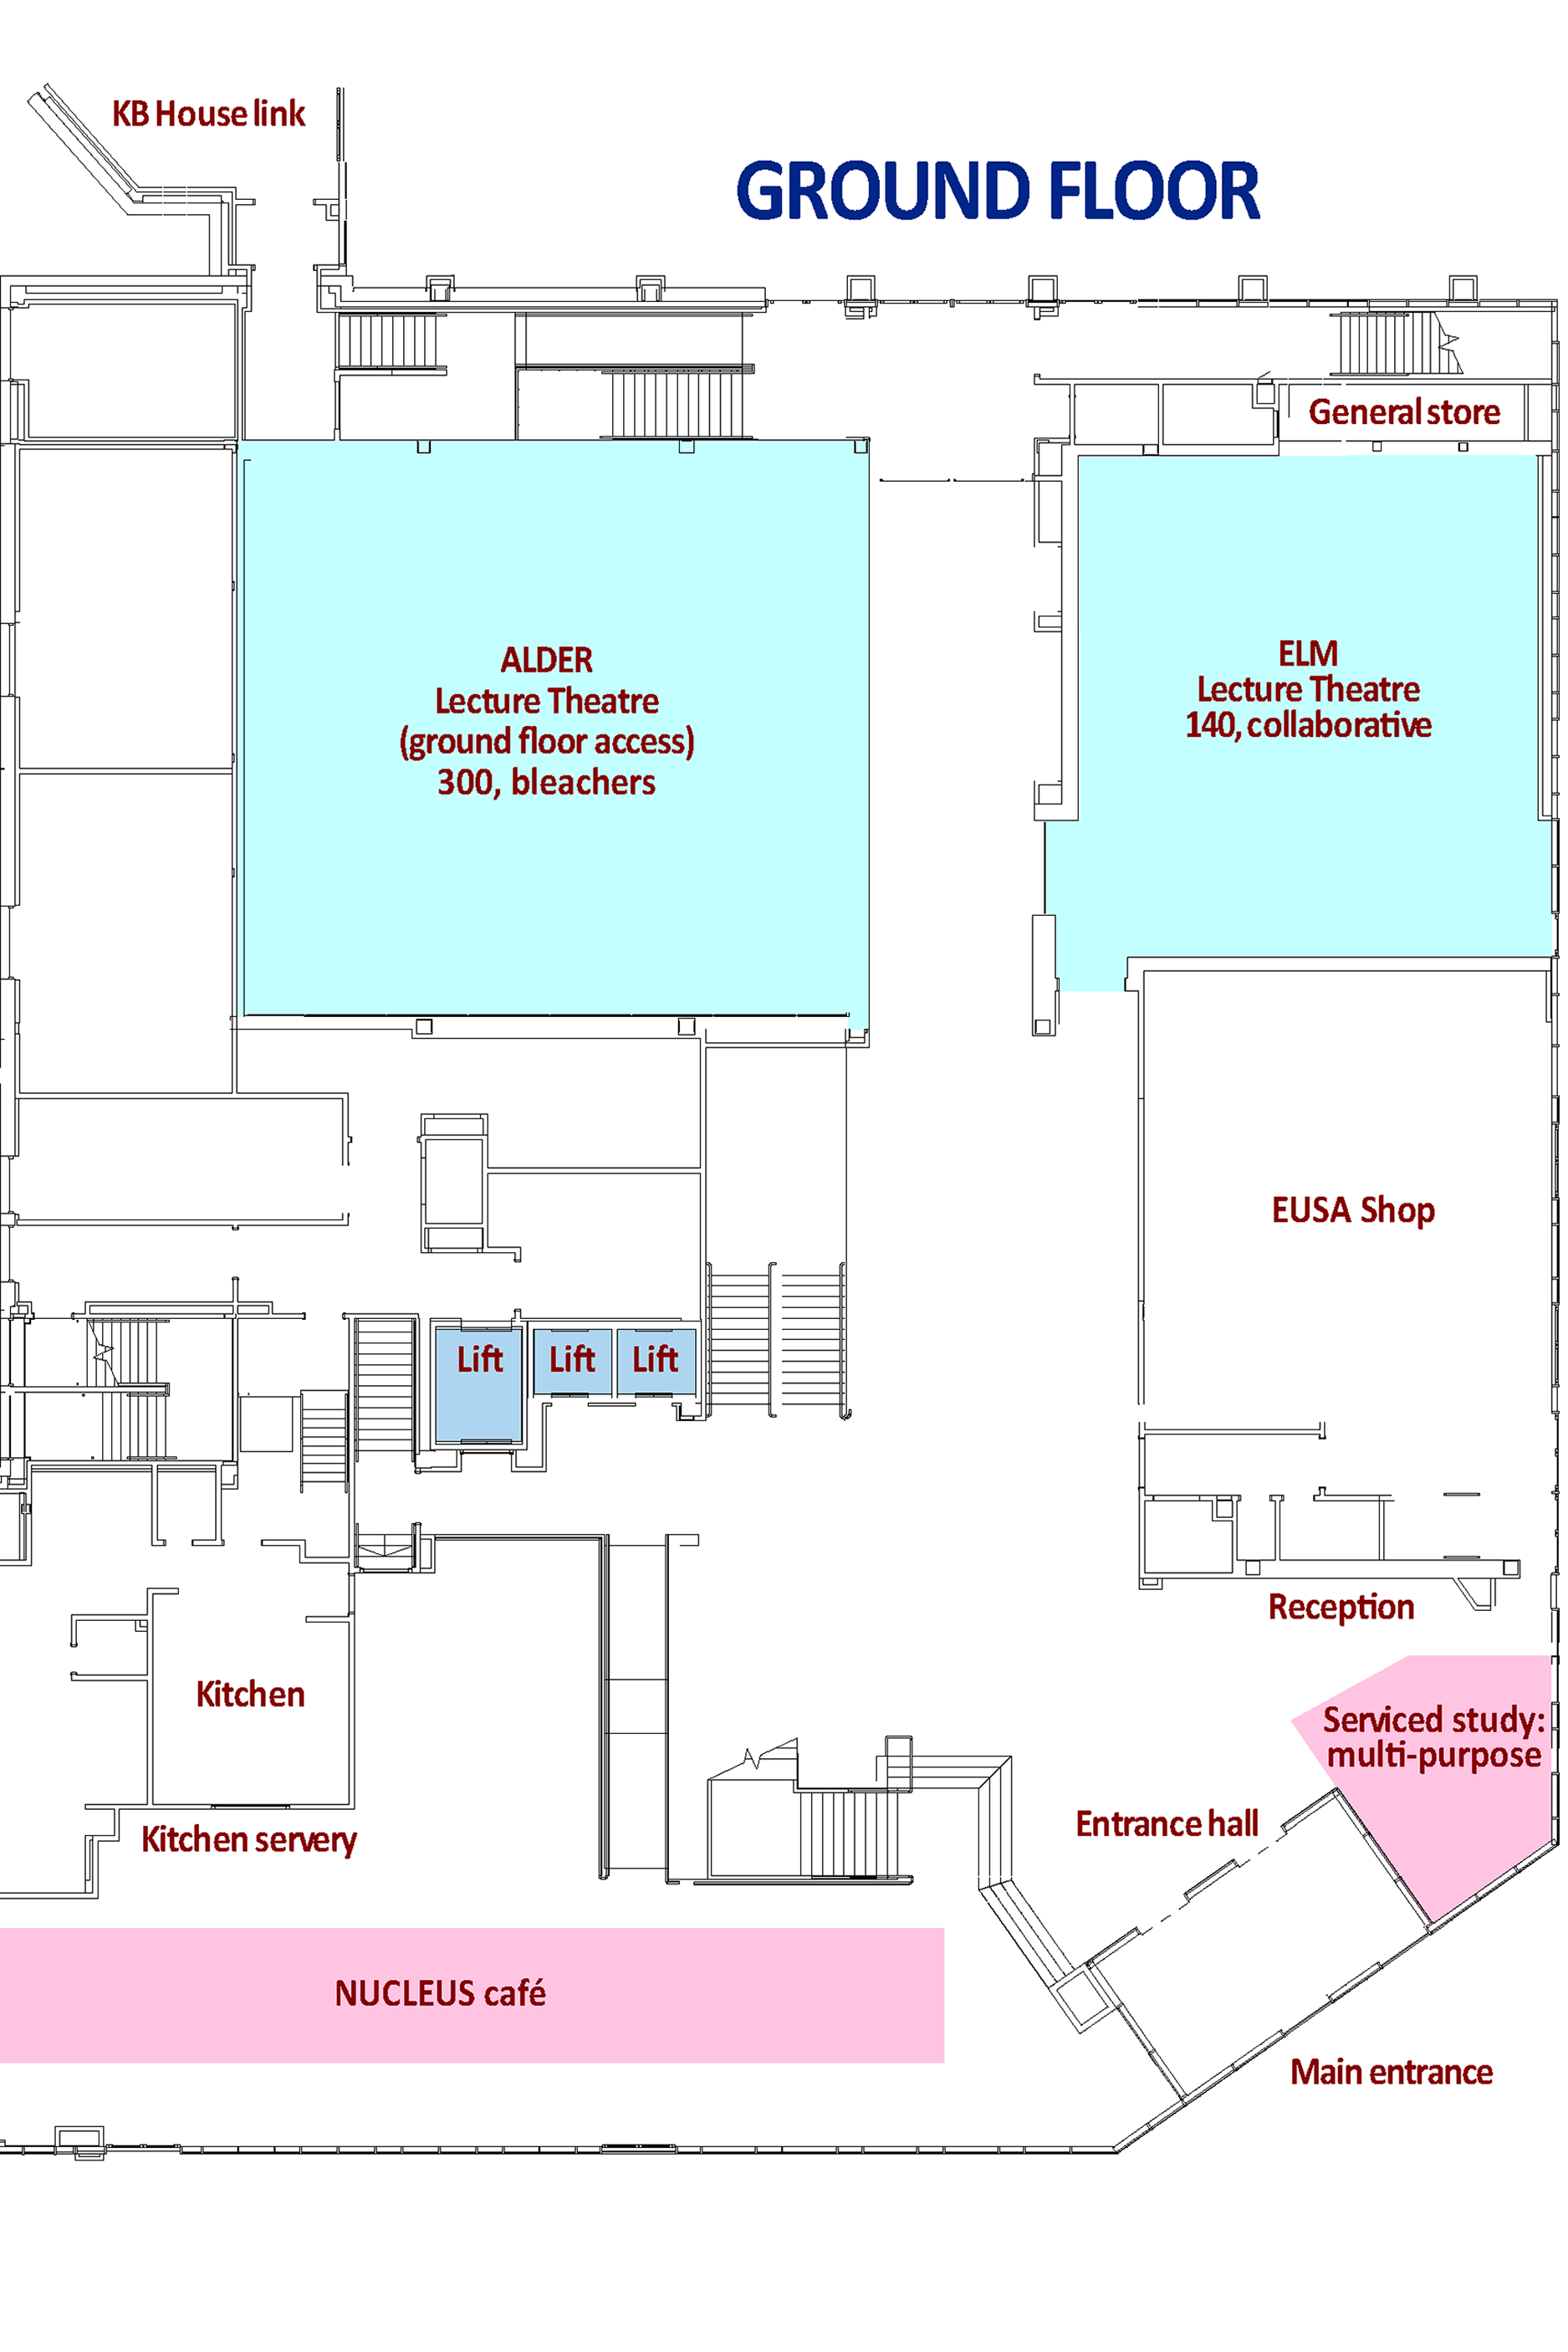 KB House link
GROUND FLOOR
General store
ALDER
Lecture Theatre
(ground floor access)
300, bleachers
ELM
Lecture Theatre
140, collaborative
EUSA Shop
Lift
Lift
Lift
Reception
Kitchen
Serviced study:
multi-purpose
Entrance hall
Kitchen servery
NUCLEUS café
Main entrance